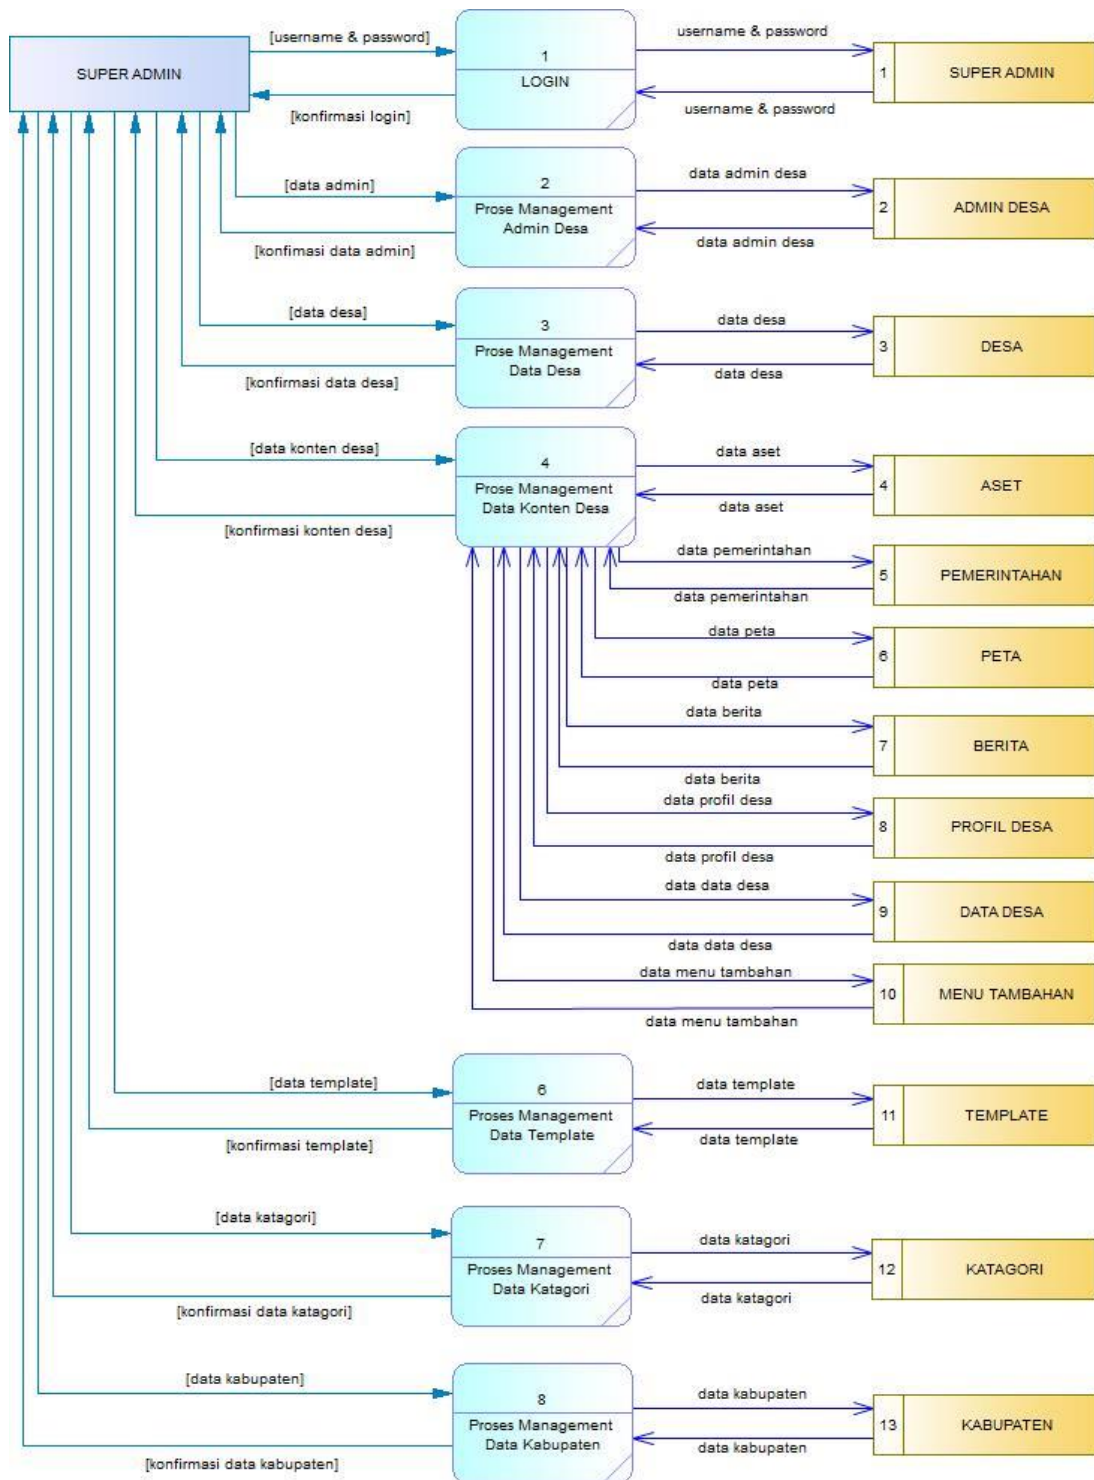 [username & password]
SUPER ADMIN
[konfirmasi login]
1
LOGIN
username & password
username & password
1
SUPER ADMIN
[data admin]
[konfimasi data admin]
2
Prose Management
Admin Desa
data admin desa
data admin desa
2
ADMIN DESA
[data desa]
[konfirmasi data desa]
3
Prose Management
Data Desa
data desa
data desa
3
DESA
[data konten desa]
[konfirmasi konten desa]
4
Prose Management
Data Konten Desa
data aset
data aset
4
ASET
data pemerintahan
data pemerintahan
5
PEMERINTAHAN
data peta
data peta
6
PETA
data berita
data berita
7
BERITA
data profil desa
data profil desa
8
PROFIL DESA
data data desa
data data desa
9
DATA DESA
data menu tambahan
data menu tambahan
10
MENU TAMBAHAN
[data template]
[konfirmasi template]
6
Proses Management
Data Template
data template
data template
11
TEMPLATE
[data katagori]
[konfirmasi data katagori]
7
Proses Management
Data Katagori
data katagori
data katagori
12
KATAGORI
[data kabupaten]
[konfirmasi data kabupaten]
8
Proses Management
Data Kabupaten
data kabupaten
data kabupaten
13
KABUPATEN